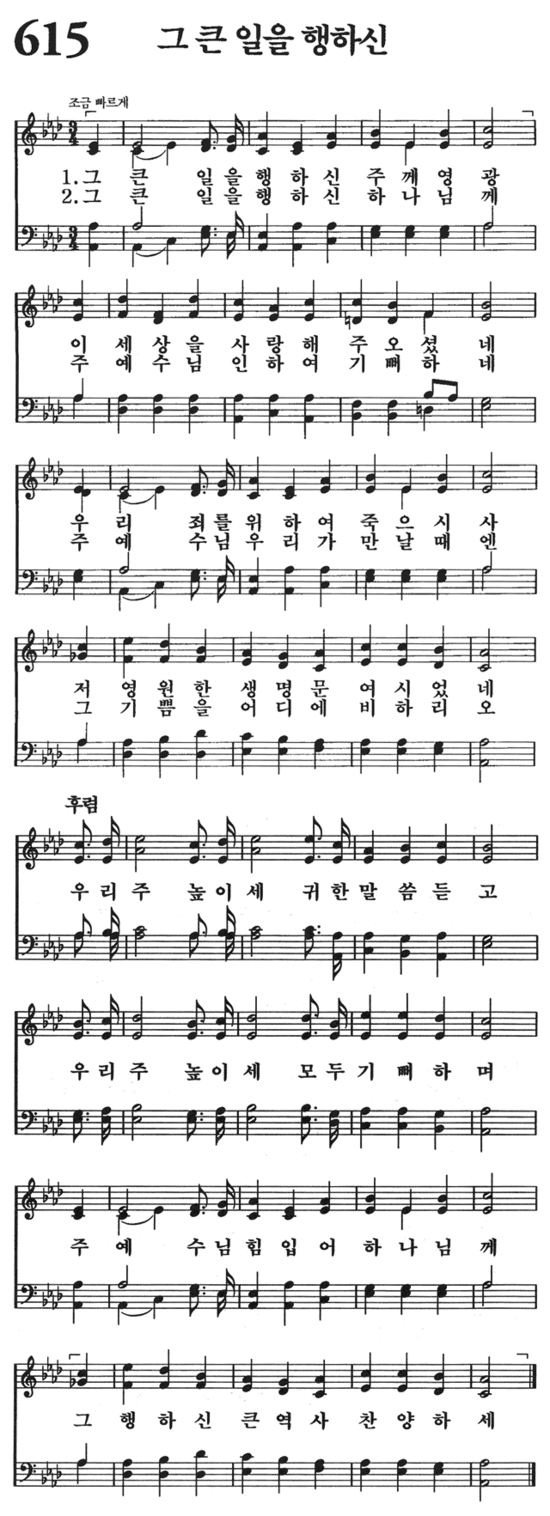 615 그 큰 일을 행하신
조금 빠르게
1. 그 큰 일을 행하신 주께 영광
2. 그 큰 일을 행하신 하나님께
이 세상을 사랑해 주오셨네
주 예수님 인하여 기뻐하네
우리 죄를 위하여 죽으시사
주 예수님 우리가 만날 때엔
저 영원한 생명문 여시었네
그 기쁨을 어디에 비하리오
후렴
우리 주 높이세 귀한 말씀 듣고
우리 주 높이세 모두 기뻐하며
주 예수님 힘입어 하나님께
그 행하신 큰 역사 찬양하세